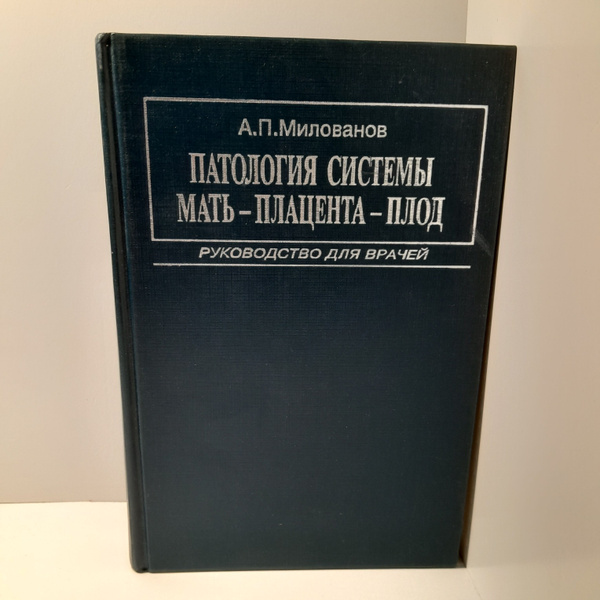 А.П.Милованов
ПАТОЛОГИЯ СИСТЕМЫ
МАТЬ – ПЛАЦЕНТА – ПЛОД
РУКОВОДСТВО ДЛЯ ВРАЧЕЙ